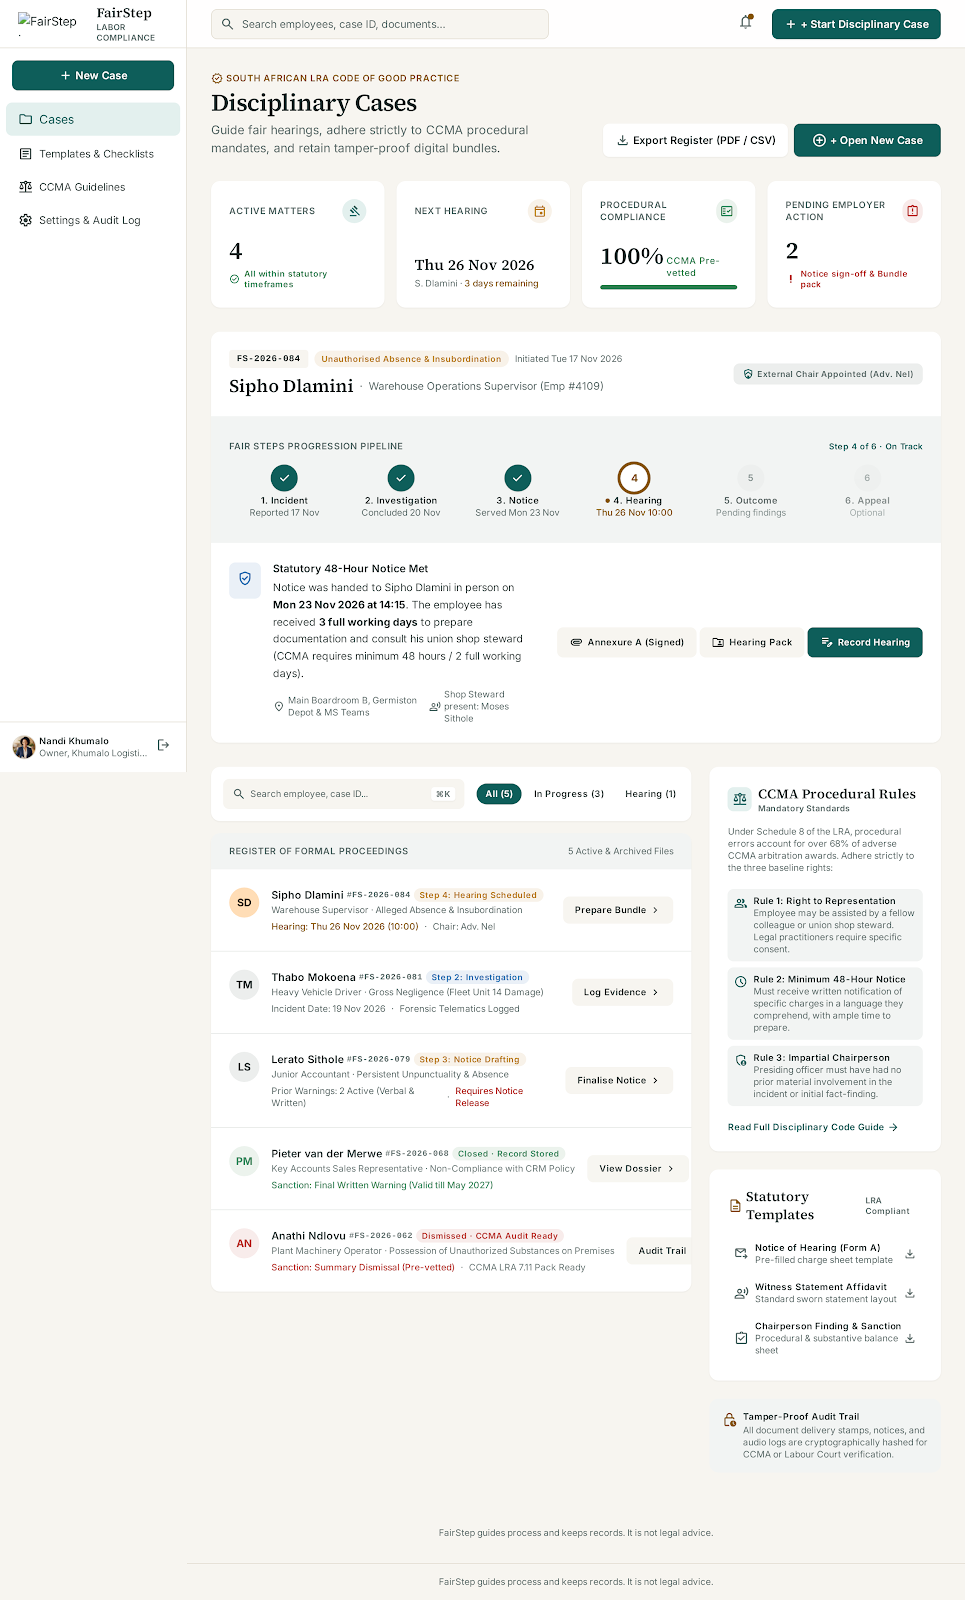 FairStep
.
FairStep
LABOR
COMPLIANCE
Search employees, case ID, documents...
+ Start Disciplinary Case
New Case
Cases
Templates & Checklists
CCMA Guidelines
Settings & Audit Log
Nandi Khumalo
Owner, Khumalo Logisti...
SOUTH AFRICAN LRA CODE OF GOOD PRACTICE
Disciplinary Cases
Guide fair hearings, adhere strictly to CCMA procedural
mandates, and retain tamper-proof digital bundles.
Export Register (PDF / CSV)
+ Open New Case
ACTIVE MATTERS
4
All within statutory
timeframes
NEXT HEARING
Thu 26 Nov 2026
S. Dlamini · 3 days remaining
PROCEDURAL
COMPLIANCE
100% CCMA Pre-
vetted
PENDING EMPLOYER
ACTION
2
Notice sign-off & Bundle
pack
FS-2026-084
Unauthorised Absence & Insubordination
Initiated Tue 17 Nov 2026
Sipho Dlamini · Warehouse Operations Supervisor (Emp #4109)
External Chair Appointed (Adv. Nel)
FAIR STEPS PROGRESSION PIPELINE
Step 4 of 6 · On Track
1. Incident
Reported 17 Nov
2. Investigation
Concluded 20 Nov
3. Notice
Served Mon 23 Nov
4
4. Hearing
Thu 26 Nov 10:00
5
5. Outcome
Pending findings
6
6. Appeal
Optional
Statutory 48-Hour Notice Met
Notice was handed to Sipho Dlamini in person on
Mon 23 Nov 2026 at 14:15. The employee has
received 3 full working days to prepare
documentation and consult his union shop steward
(CCMA requires minimum 48 hours / 2 full working
days).
Main Boardroom B, Germiston
Depot & MS Teams
Shop Steward
present: Moses
Sithole
Annexure A (Signed)
Hearing Pack
Record Hearing
Search employee, case ID...
⌘K
All (5)
In Progress (3)
Hearing (1)
REGISTER OF FORMAL PROCEEDINGS
5 Active & Archived Files
SD
Sipho Dlamini #FS-2026-084 Step 4: Hearing Scheduled
Warehouse Supervisor · Alleged Absence & Insubordination
Hearing: Thu 26 Nov 2026 (10:00) · Chair: Adv. Nel
Prepare Bundle
TM
Thabo Mokoena #FS-2026-081 Step 2: Investigation
Heavy Vehicle Driver · Gross Negligence (Fleet Unit 14 Damage)
Incident Date: 19 Nov 2026 · Forensic Telematics Logged
Log Evidence
LS
Lerato Sithole #FS-2026-079 Step 3: Notice Drafting
Junior Accountant · Persistent Unpunctuality & Absence
Prior Warnings: 2 Active (Verbal &
Written)
· Requires Notice
Release
Finalise Notice
PM
Pieter van der Merwe #FS-2026-068 Closed · Record Stored
Key Accounts Sales Representative · Non-Compliance with CRM Policy
Sanction: Final Written Warning (Valid till May 2027)
View Dossier
AN
Anathi Ndlovu #FS-2026-062 Dismissed · CCMA Audit Ready
Plant Machinery Operator · Possession of Unauthorized Substances on Premises
Sanction: Summary Dismissal (Pre-vetted) · CCMA LRA 7.11 Pack Ready
Audit Trail
CCMA Procedural Rules
Mandatory Standards
Under Schedule 8 of the LRA, procedural
errors account for over 68% of adverse
CCMA arbitration awards. Adhere strictly to
the three baseline rights:
Rule 1: Right to Representation
Employee may be assisted by a fellow
colleague or union shop steward.
Legal practitioners require specific
consent.
Rule 2: Minimum 48-Hour Notice
Must receive written notification of
specific charges in a language they
comprehend, with ample time to
prepare.
Rule 3: Impartial Chairperson
Presiding officer must have had no
prior material involvement in the
incident or initial fact-finding.
Read Full Disciplinary Code Guide
Statutory
Templates
LRA
Compliant
Notice of Hearing (Form A)
Pre-filled charge sheet template
Witness Statement Affidavit
Standard sworn statement layout
Chairperson Finding & Sanction
Procedural & substantive balance
sheet
Tamper-Proof Audit Trail
All document delivery stamps, notices, and
audio logs are cryptographically hashed for
CCMA or Labour Court verification.
FairStep guides process and keeps records. It is not legal advice.
FairStep guides process and keeps records. It is not legal advice.